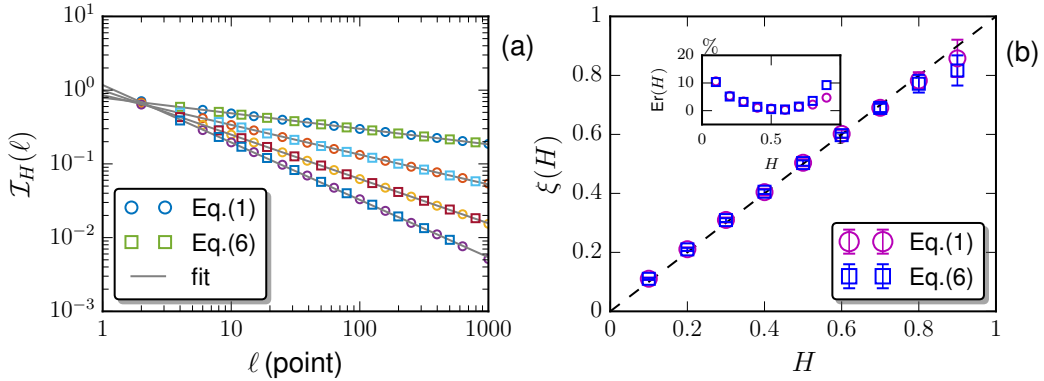 (a)
10^1
10^0
10^-1
10^-2
10^-3
I_H(ℓ)
Eq.(1)
Eq.(6)
fit
1
10
100
1000
ℓ (point)
(b)
1
0.8
0.6
0.4
0.2
0
ξ(H)
%
20
10
0
Er(H)
0
0.5
1
H
Eq.(1)
Eq.(6)
0
0.2
0.4
0.6
0.8
1
H